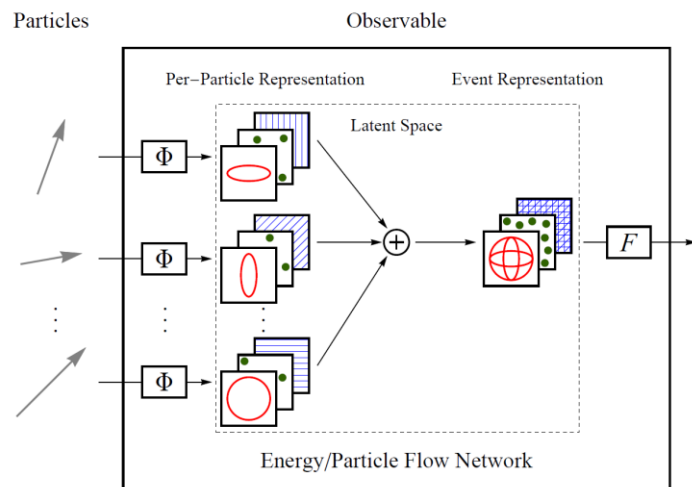 Particles
Observable
Per-Particle Representation
Event Representation
Latent Space
Φ
Φ
+
F
Φ
Energy/Particle Flow Network